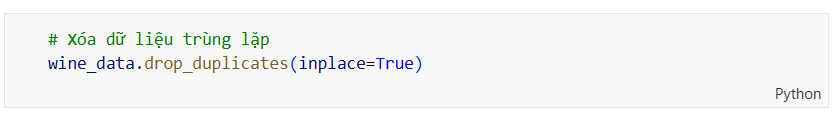 # Xóa dữ liệu trùng lặp
wine_data.drop_duplicates(inplace=True)
Python